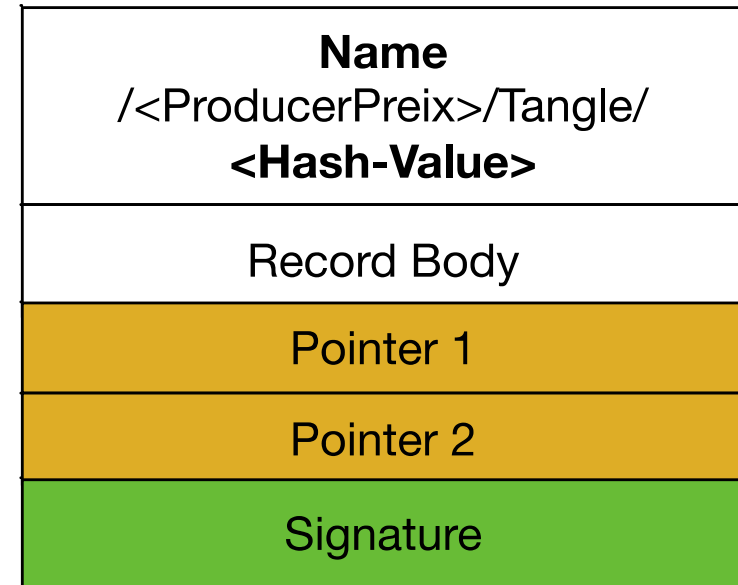 Name
/<ProducerPreix>/Tangle/
<Hash-Value>
Record Body
Pointer 1
Pointer 2
Signature